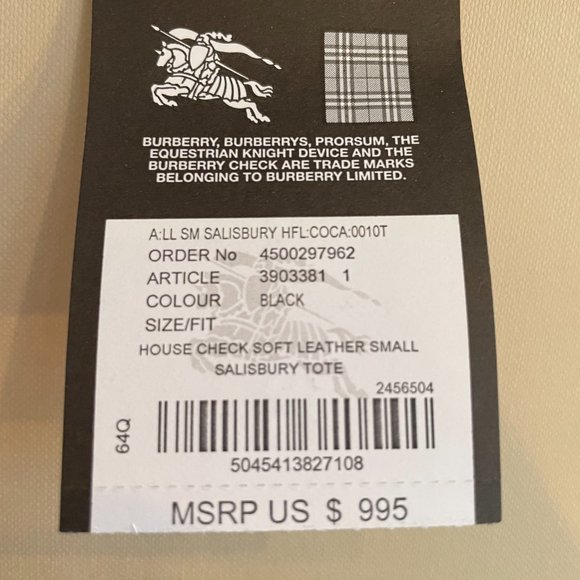 BURBERRY, BURBERRYS, PRORSUM, THE
EQUESTRIAN KNIGHT DEVICE AND THE
BURBERRY CHECK ARE TRADE MARKS
BELONGING TO BURBERRY LIMITED.
A:LL SM SALISBURY HFL:COCA:0010T
ORDER No 4500297962
ARTICLE 3903381 1
COLOUR BLACK
SIZE/FIT
HOUSE CHECK SOFT LEATHER SMALL
SALISBURY TOTE
2456504
64Q
5045413827108
MSRP US $ 995